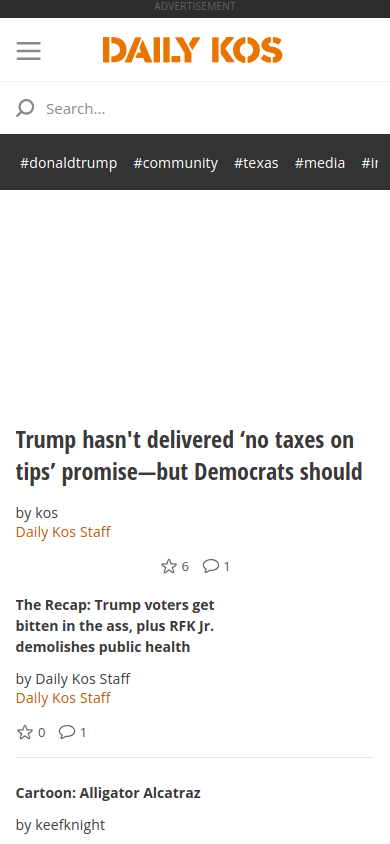 ADVERTISEMENT
DAILY KOS
Search...
#donaldtrump #community #texas #media
Trump hasn't delivered ‘no taxes on
tips’ promise—but Democrats should
by kos
Daily Kos Staff
6 1
The Recap: Trump voters get
bitten in the ass, plus RFK Jr.
demolishes public health
by Daily Kos Staff
Daily Kos Staff
0 1
Cartoon: Alligator Alcatraz
by keefknight